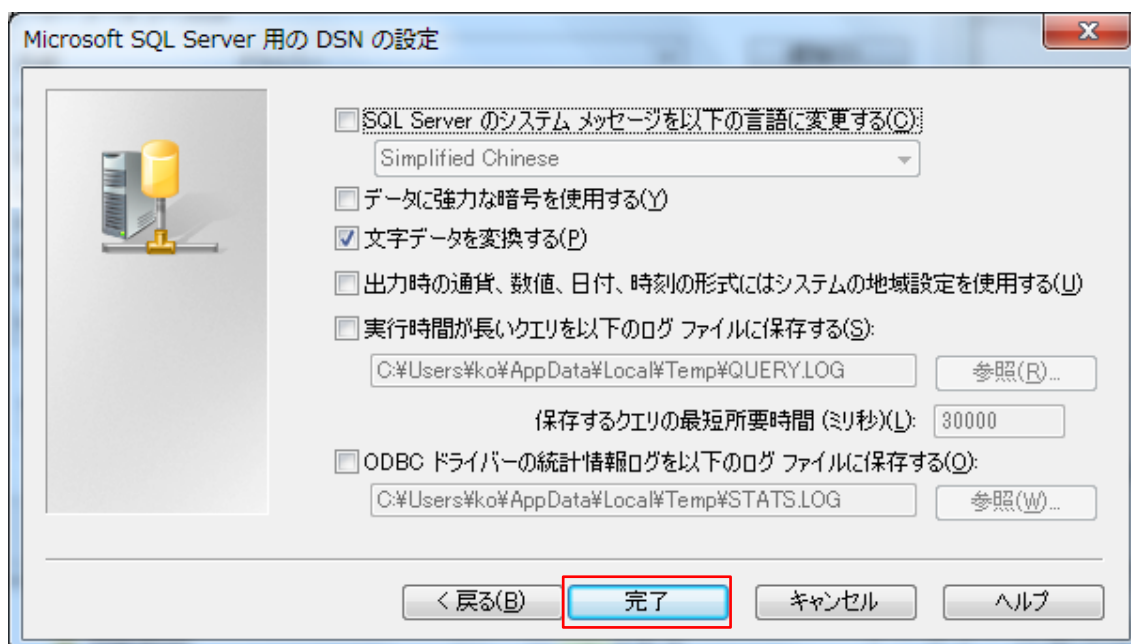 Microsoft SQL Server 用の DSN の設定
SQL Server のシステム メッセージを以下の言語に変更する(C):
Simplified Chinese
データに強力な暗号を使用する(Y)
文字データを変換する(P)
出力時の通貨、数値、日付、時刻の形式にはシステムの地域設定を使用する(U)
実行時間が長いクエリを以下のログ ファイルに保存する(S):
C:¥Users¥ko¥AppData¥Local¥Temp¥QUERY.LOG 参照(R)...
保存するクエリの最短所要時間 (ミリ秒)(L): 30000
ODBC ドライバーの統計情報ログを以下のログ ファイルに保存する(O):
C:¥Users¥ko¥AppData¥Local¥Temp¥STATS.LOG 参照(W)...
< 戻る(B) 完了 キャンセル ヘルプ